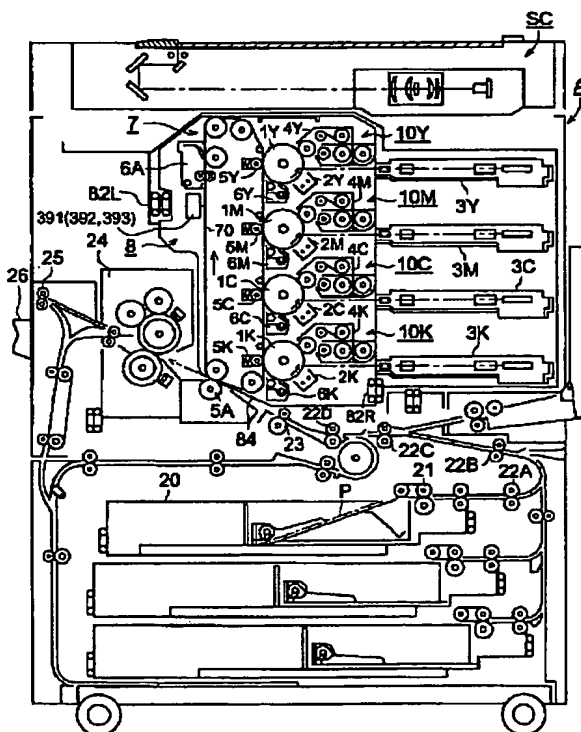 SC
A
7
1Y
4Y
10Y
6A
5Y
2Y
4M
6Y
10M
3Y
82L
1M
391(392,393)
5M
2M
4C
8
70
6M
10C
3M
3C
24
1C
25
5C
26
6C
2C
4K
10K
3K
1K
5K
2K
6K
82R
5A
84
22D
23
22C
22B
21
22A
20
P